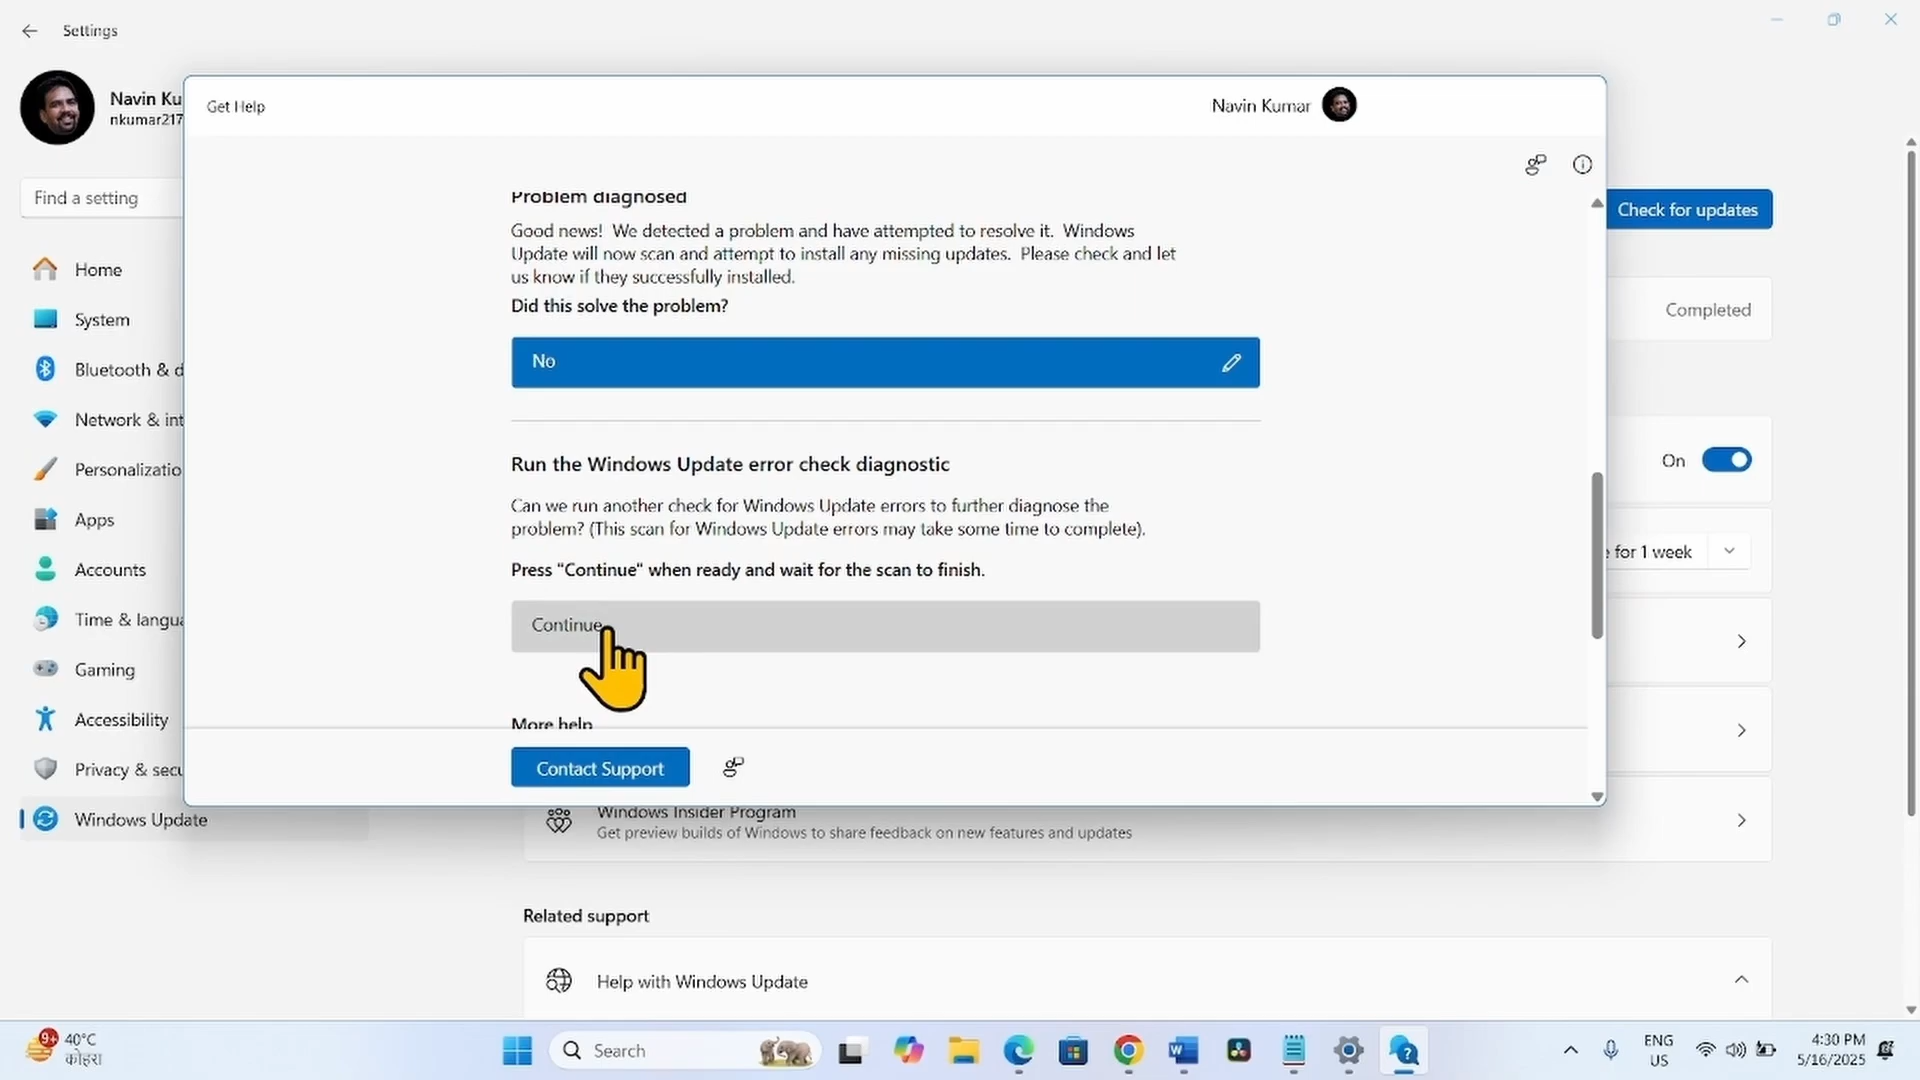 Settings
Navin Ku
nkumar217
Get Help
Navin Kumar
Find a setting
Home
System
Bluetooth & d
Network & int
Personalizatio
Apps
Accounts
Time & langua
Gaming
Accessibility
Privacy & secu
Windows Update
Problem diagnosed
Good news! We detected a problem and have attempted to resolve it. Windows
Update will now scan and attempt to install any missing updates. Please check and let
us know if they successfully installed.
Did this solve the problem?
No
Run the Windows Update error check diagnostic
Can we run another check for Windows Update errors to further diagnose the
problem? (This scan for Windows Update errors may take some time to complete).
Press "Continue" when ready and wait for the scan to finish.
Continue
More help
Contact Support
Check for updates
Completed
On
e for 1 week
Windows Insider Program
Get preview builds of Windows to share feedback on new features and updates
Related support
Help with Windows Update
9+
40°C
कोहरा
Search
ENG
US
4:30 PM
5/16/2025